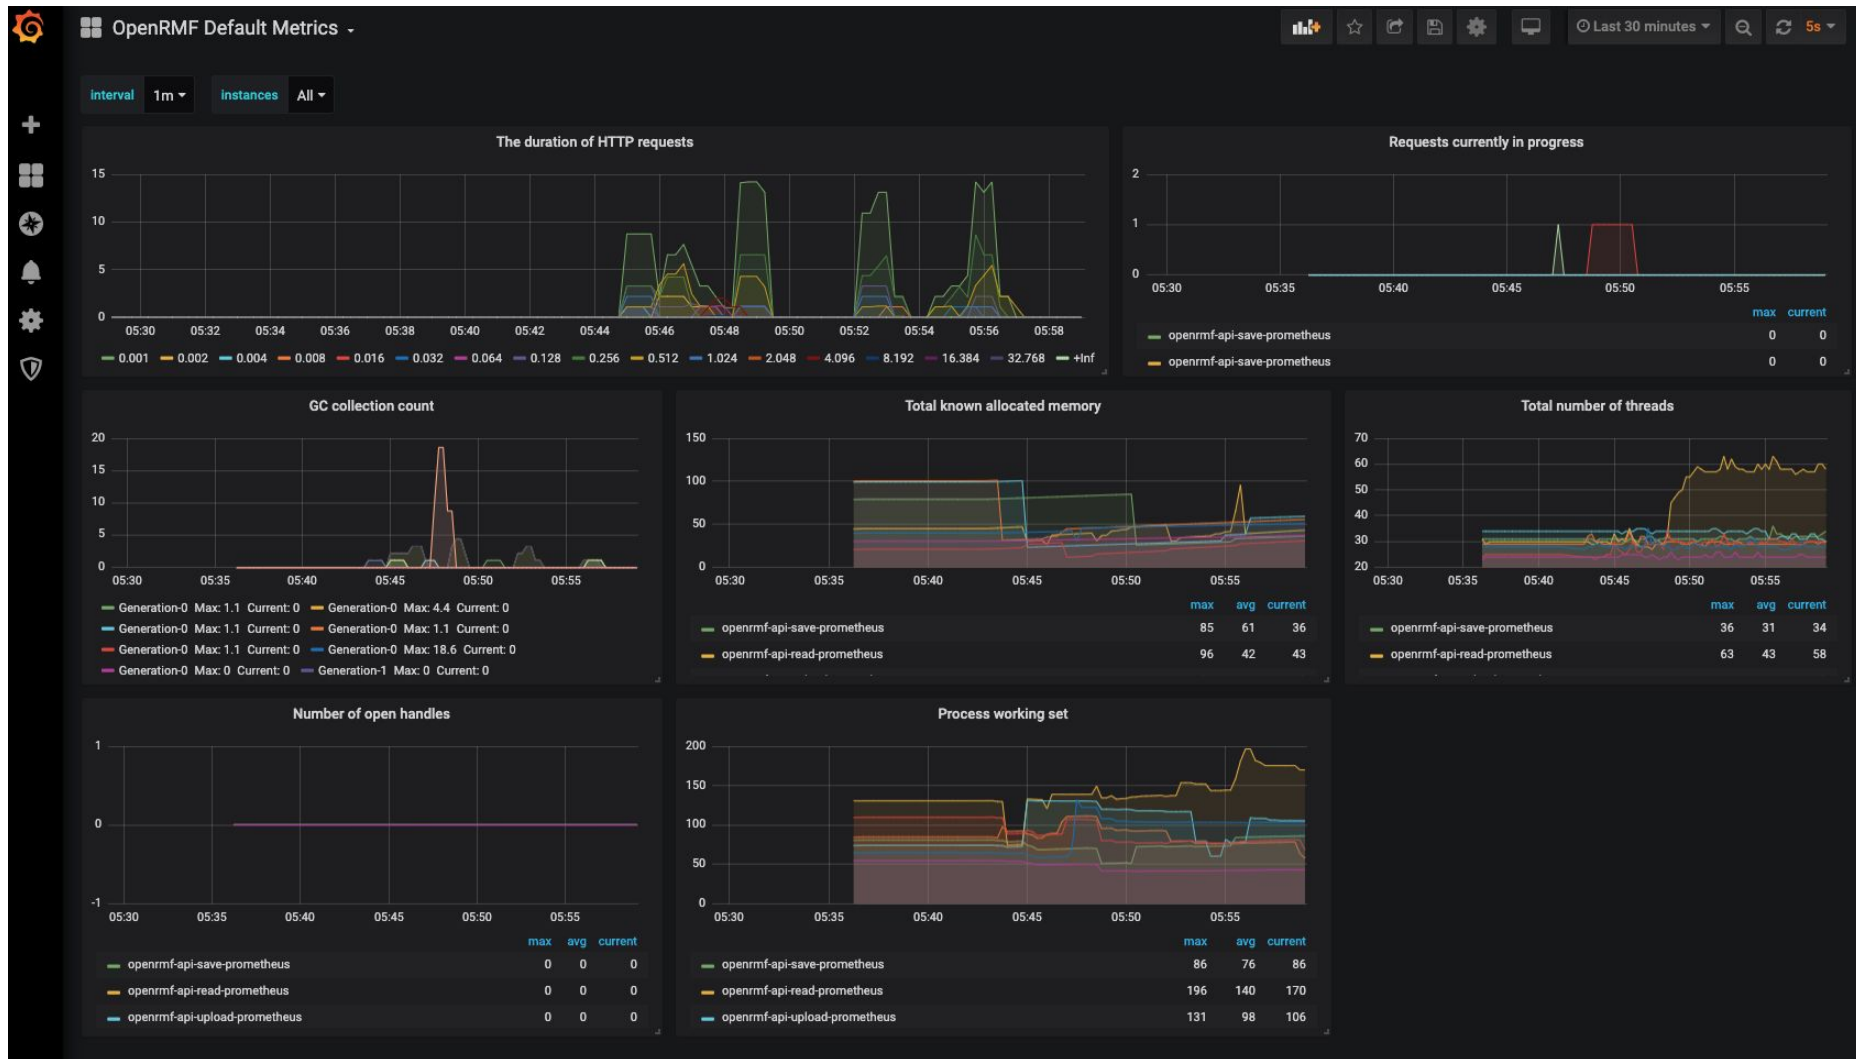 OpenRMF Default Metrics
Last 30 minutes
5s
interval 1m instances All
The duration of HTTP requests
15
10
5
0
05:30 05:32 05:34 05:36 05:38 05:40 05:42 05:44 05:46 05:48 05:50 05:52 05:54 05:56 05:58
0.001 0.002 0.004 0.008 0.016 0.032 0.064 0.128 0.256 0.512 1.024 2.048 4.096 8.192 16.384 32.768 +Inf
Requests currently in progress
2
1
0
05:30 05:35 05:40 05:45 05:50 05:55
max current
openrmf-api-save-prometheus 0 0
openrmf-api-save-prometheus 0 0
GC collection count
20
15
10
5
0
05:30 05:35 05:40 05:45 05:50 05:55
Generation-0 Max: 1.1 Current: 0 Generation-0 Max: 4.4 Current: 0
Generation-0 Max: 1.1 Current: 0 Generation-0 Max: 1.1 Current: 0
Generation-0 Max: 1.1 Current: 0 Generation-0 Max: 18.6 Current: 0
Generation-0 Max: 0 Current: 0 Generation-1 Max: 0 Current: 0
Total known allocated memory
150
100
50
0
05:30 05:35 05:40 05:45 05:50 05:55
max avg current
openrmf-api-save-prometheus 85 61 36
openrmf-api-read-prometheus 96 42 43
Total number of threads
70
60
50
40
30
20
05:30 05:35 05:40 05:45 05:50 05:55
max avg current
openrmf-api-save-prometheus 36 31 34
openrmf-api-read-prometheus 63 43 58
Number of open handles
1
0
-1
05:30 05:35 05:40 05:45 05:50 05:55
max avg current
openrmf-api-save-prometheus 0 0 0
openrmf-api-read-prometheus 0 0 0
openrmf-api-upload-prometheus 0 0 0
Process working set
200
150
100
50
0
05:30 05:35 05:40 05:45 05:50 05:55
max avg current
openrmf-api-save-prometheus 86 76 86
openrmf-api-read-prometheus 196 140 170
openrmf-api-upload-prometheus 131 98 106